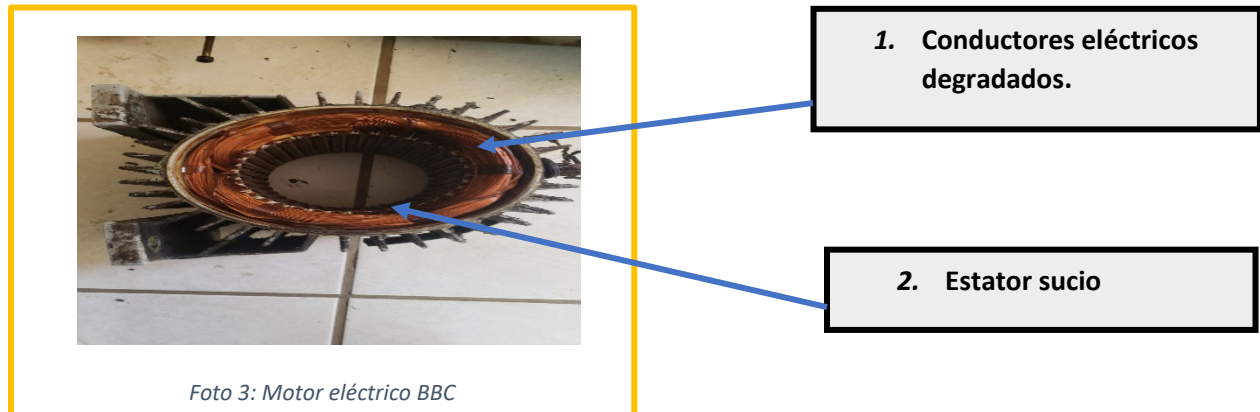 1. Conductores eléctricos
degradados.
2. Estator sucio
Foto 3: Motor eléctrico BBC